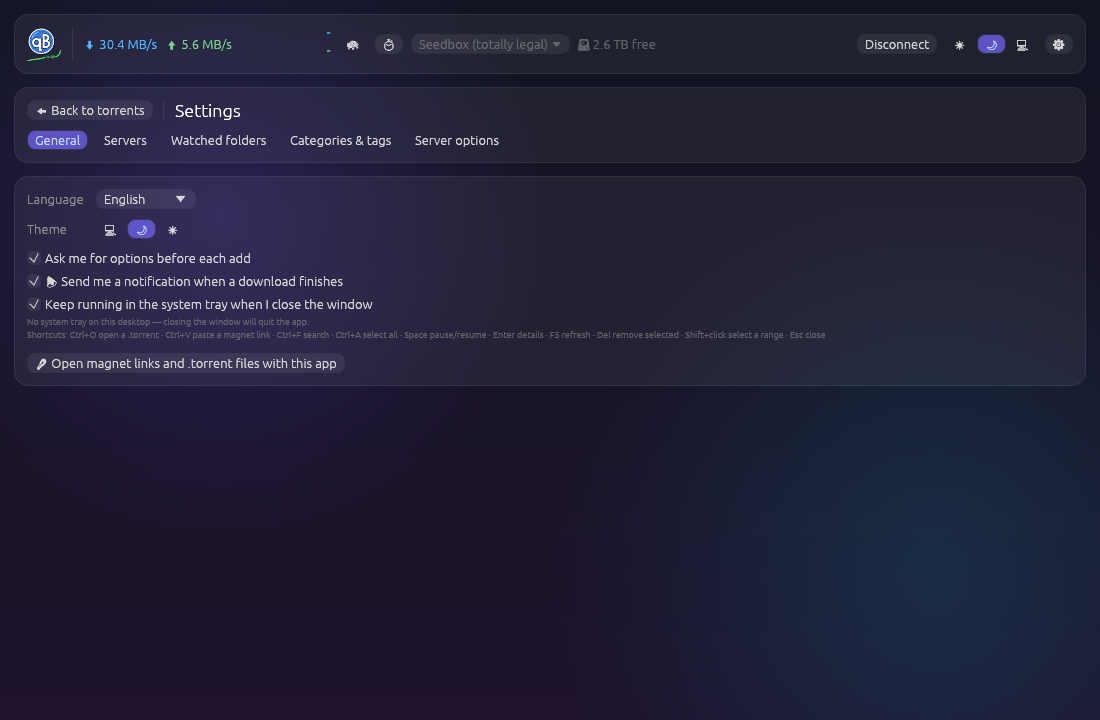 qB 30.4 MB/s 5.6 MB/s - - Seedbox (totally legal) 2.6 TB free Disconnect
Back to torrents Settings
General Servers Watched folders Categories & tags Server options
Language English
Theme
Ask me for options before each add
Send me a notification when a download finishes
Keep running in the system tray when I close the window
No system tray on this desktop — closing the window will quit the app.
Shortcuts: Ctrl+O open a .torrent · Ctrl+V paste a magnet link · Ctrl+F search · Ctrl+A select all · Space pause/resume · Enter details · F5 refresh · Del remove selected · Shift+click select a range · Esc close
Open magnet links and .torrent files with this app